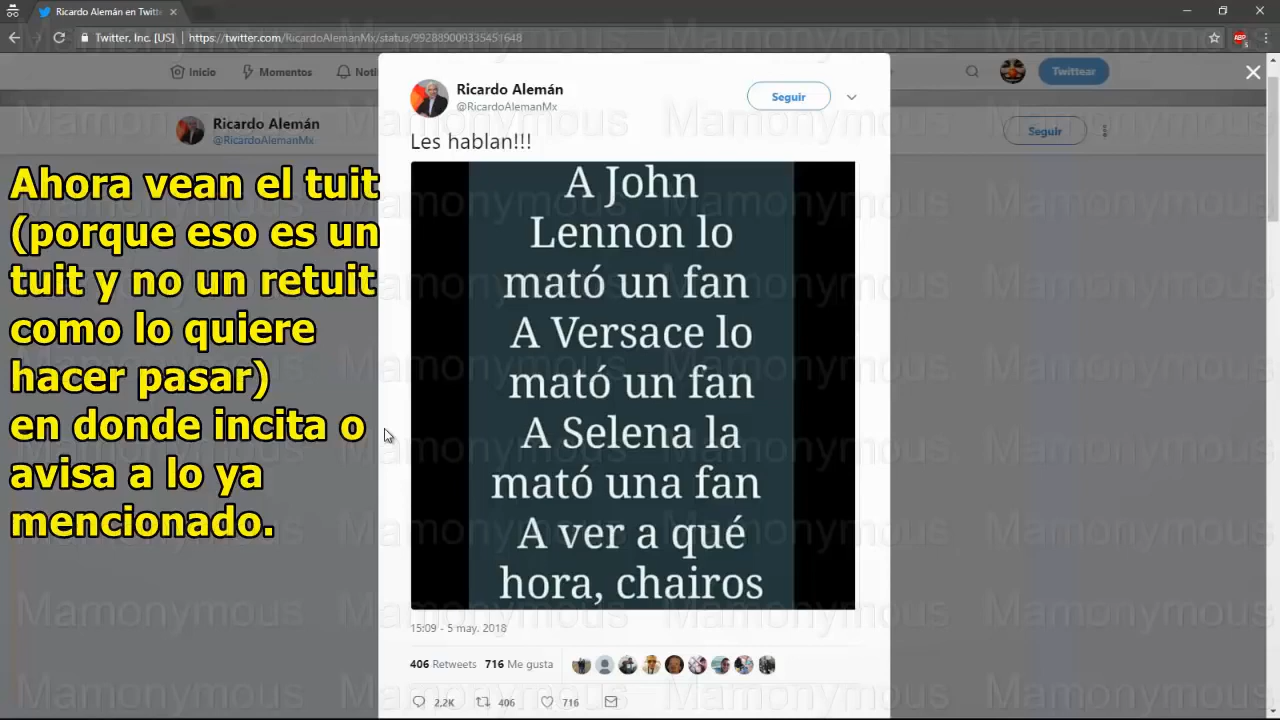 Ricardo Alemán en Twitt
Twitter, Inc. [US] | https://twitter.com/RicardoAlemanMx/status/992889009335451648
Inicio
Momentos
Noti
Twittear
Ricardo Alemán
@RicardoAlemanMx
Seguir
Ricardo Alemán
@RicardoAlemanMx
Seguir
Les hablan!!!
Ahora vean el tuit
(porque eso es un
tuit y no un retuit
como lo quiere
hacer pasar)
en donde incita o
avisa a lo ya
mencionado.
A John
Lennon lo
mató un fan
A Versace lo
mató un fan
A Selena la
mató una fan
A ver a qué
hora, chairos
15:09 - 5 may. 2018
406 Retweets 716 Me gusta
2,2K 406 716
Mamonymous